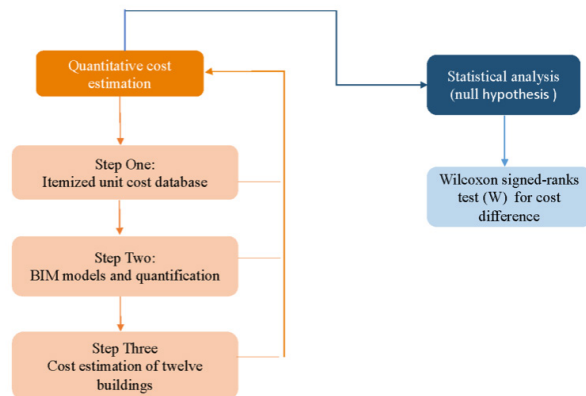 Quantitative cost
estimation
Step One:
Itemized unit cost database
Step Two:
BIM models and quantification
Step Three
Cost estimation of twelve
buildings
Statistical analysis
(null hypothesis )
Wilcoxon signed-ranks
test (W) for cost
difference